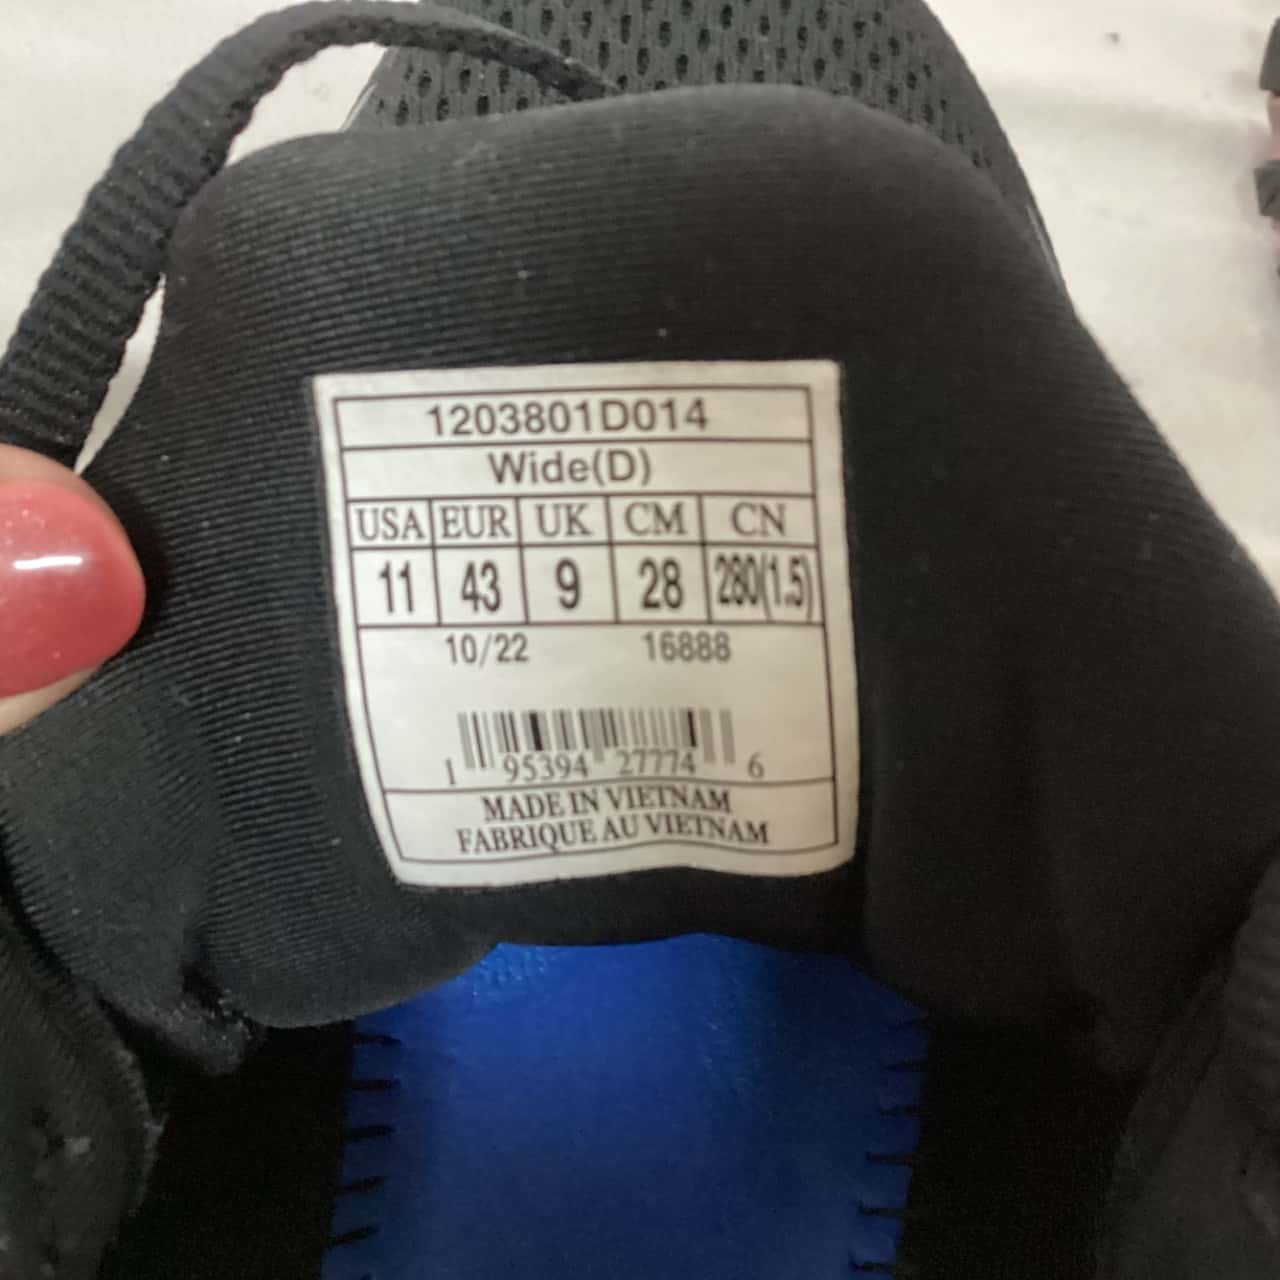 1203801D014
Wide(D)
USA EUR UK CM CN
11 43 9 28 280(1.5)
10/22 16888
1 95394 27774 6
MADE IN VIETNAM
FABRIQUE AU VIETNAM